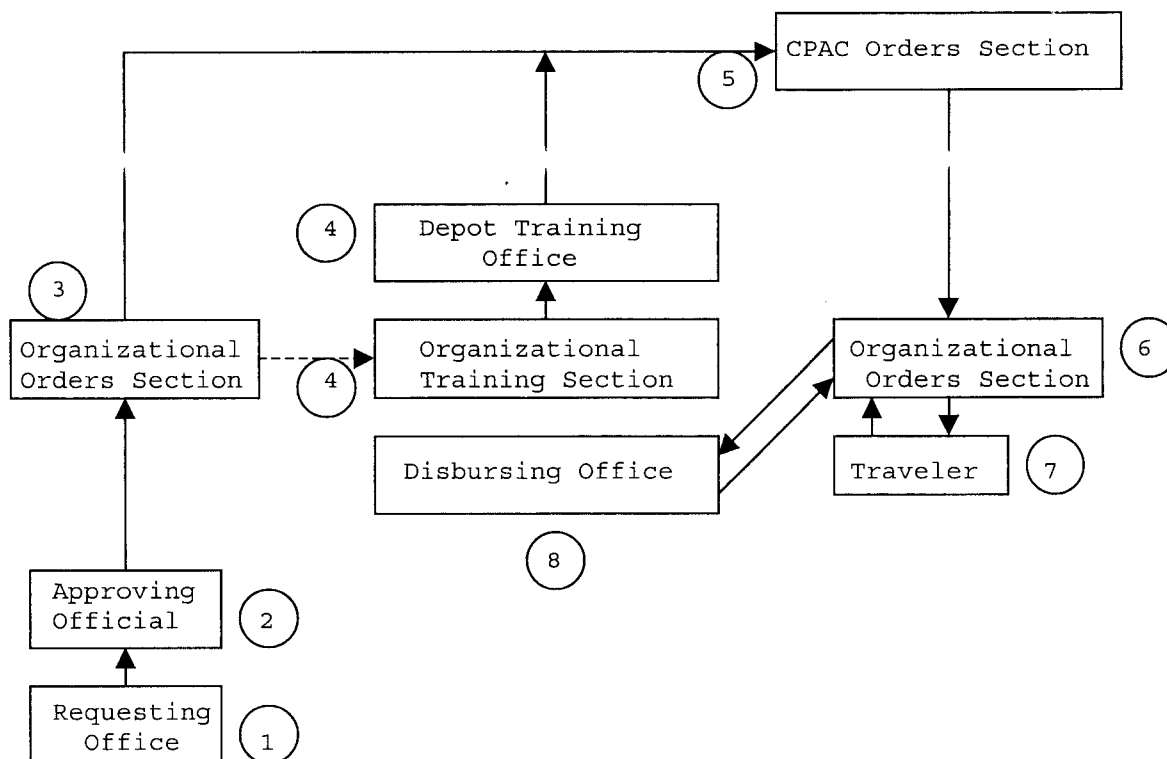 CPAC Orders Section
5
4
Depot Training
Office
3
Organizational
Orders Section
4
Organizational
Training Section
Organizational
Orders Section
6
Disbursing Office
Traveler
7
8
Approving
Official
2
Requesting
Office
1